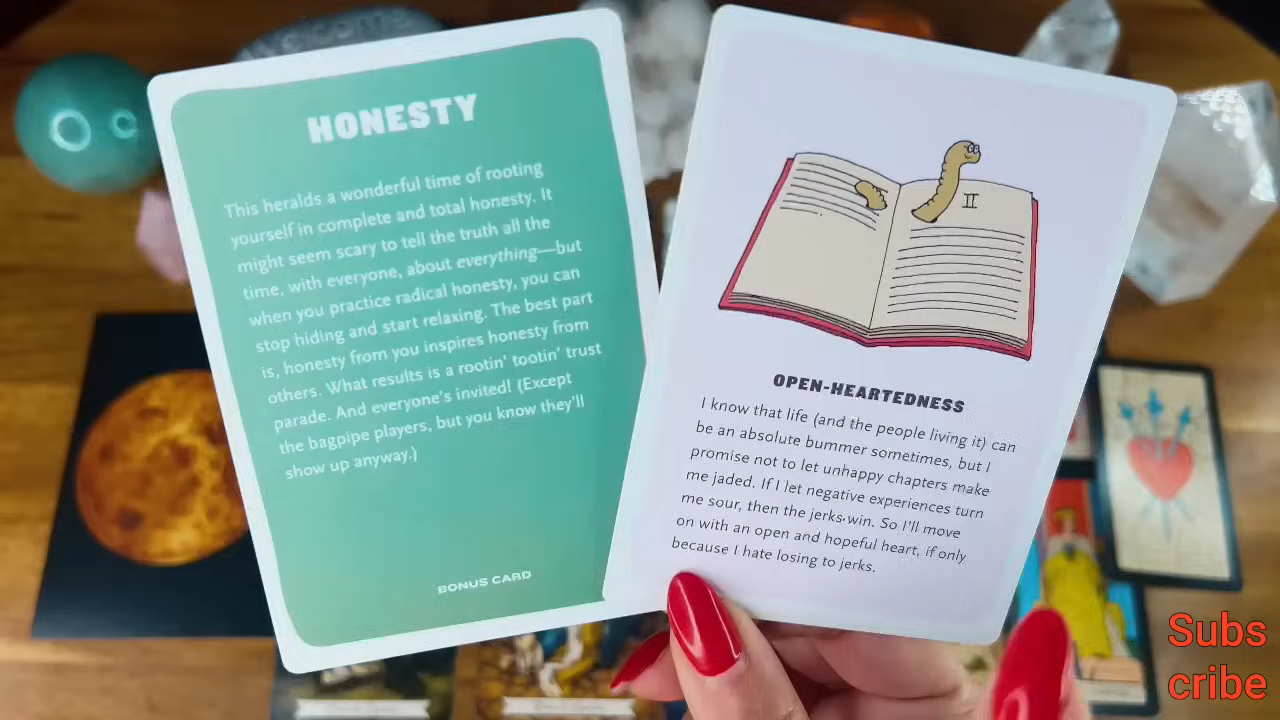 HONESTY
This heralds a wonderful time of rooting
yourself in complete and total honesty. It
might seem scary to tell the truth all the
time, with everyone, about everything—but
when you practice radical honesty, you can
stop hiding and start relaxing. The best part
is, honesty from you inspires honesty from
others. What results is a rootin' tootin' trust
parade. And everyone's invited! (Except
the bagpipe players, but you know they'll
show up anyway.)
BONUS CARD
II
OPEN-HEARTEDNESS
I know that life (and the people living it) can
be an absolute bummer sometimes, but I
promise not to let unhappy chapters make
me jaded. If I let negative experiences turn
me sour, then the jerks win. So I'll move
on with an open and hopeful heart, if only
because I hate losing to jerks.
Subs
cribe